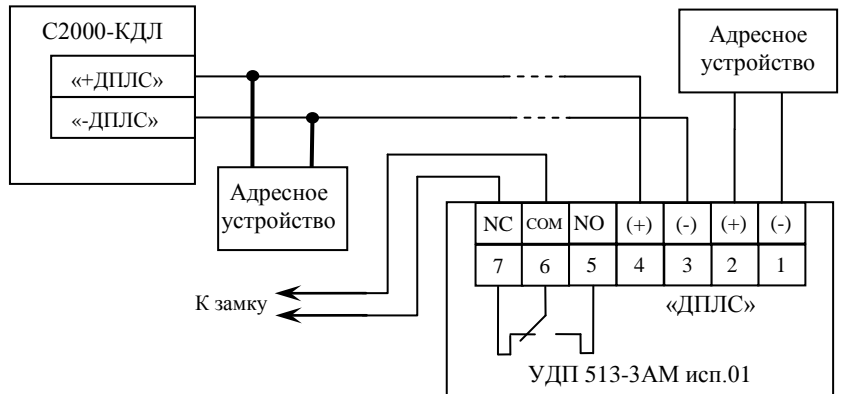 С2000-КДЛ
«+ДПЛС»
«-ДПЛС»
Адресное
устройство
Адресное
устройство
NC COM NO (+) (-) (+) (-)
7 6 5 4 3 2 1
К замку
«ДПЛС»
УДП 513-3АМ исп.01